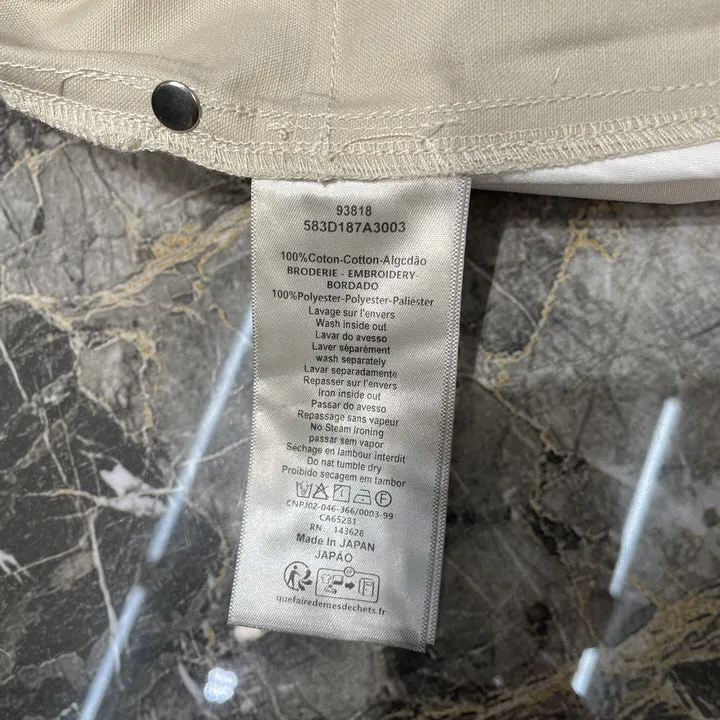 93818
583D187A3003
100%Coton-Cotton-Algcdão
BRODERIE - EMBROIDERY-
BORDADO
100%Polyester-Polyester-Paliéster
Lavage sur l'envers
Wash inside out
Lavar do avesso
Laver séparément
wash separately
Lavar separadamente
Repasser sur l'envers
Iron inside out
Passar do avesso
Repassage sans vapeur
No Steam Ironing
passar sem vapor
Séchage en lambour interdit
Do nat tumble dry
Proibido secagem em tambor
CNPJ02-046-366/0003-99
CA65281
RN. 143628
Made In JAPAN
JAPÃO
quefairedemesdechets.fr